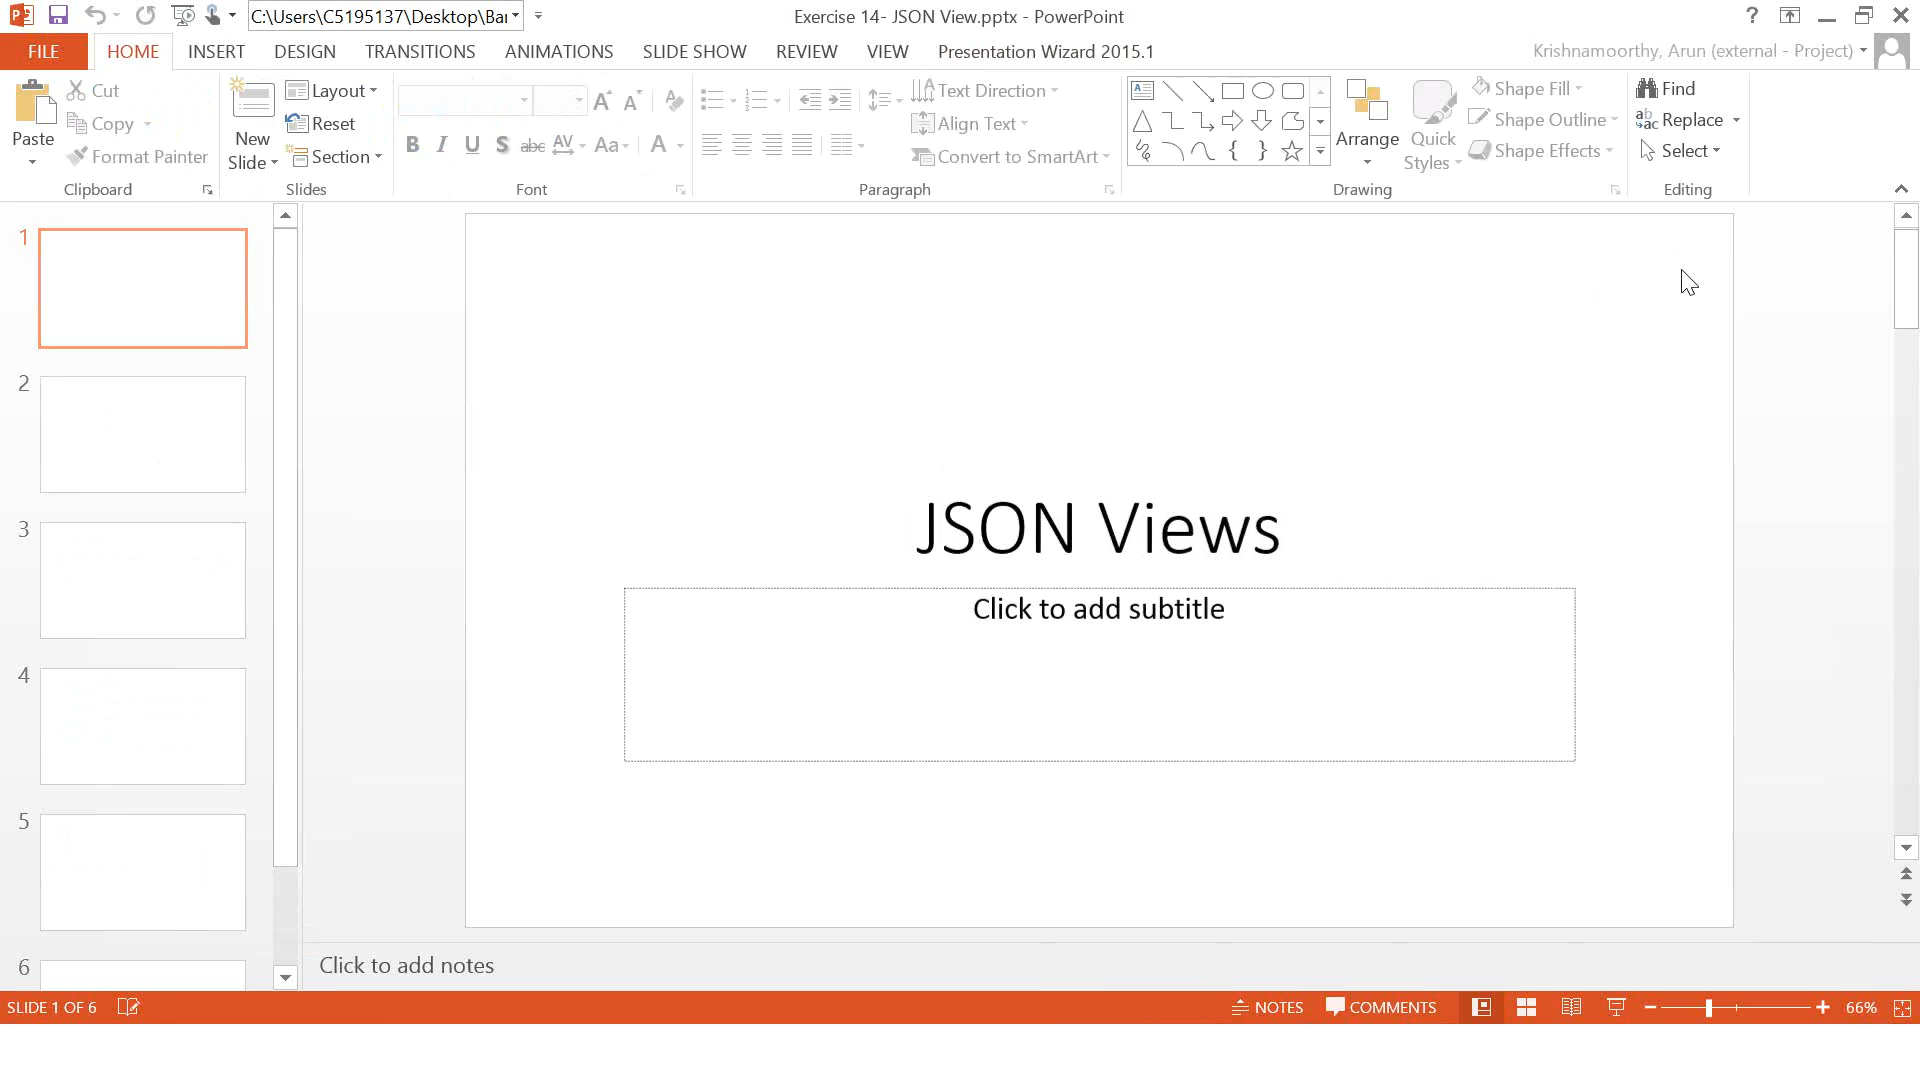 C:\Users\C5195137\Desktop\Bar
Exercise 14- JSON View.pptx - PowerPoint
?
FILE
HOME
INSERT
DESIGN
TRANSITIONS
ANIMATIONS
SLIDE SHOW
REVIEW
VIEW
Presentation Wizard 2015.1
Krishnamoorthy, Arun (external - Project)
Paste
Cut
Copy
Format Painter
Clipboard
New
Slide
Layout
Reset
Section
Slides
B I U S abc AV Aa A
Font
Text Direction
Align Text
Convert to SmartArt
Paragraph
Arrange
Quick
Styles
Shape Fill
Shape Outline
Shape Effects
Drawing
Find
Replace
Select
Editing
1
2
3
4
5
6
JSON Views
Click to add subtitle
Click to add notes
SLIDE 1 OF 6
NOTES
COMMENTS
66%